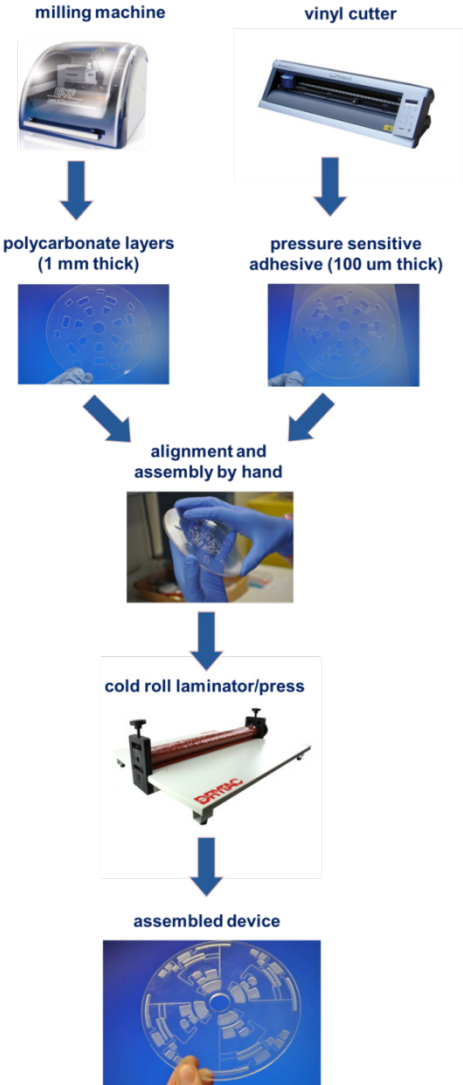 milling machine
vinyl cutter
polycarbonate layers
(1 mm thick)
pressure sensitive
adhesive (100 um thick)
alignment and
assembly by hand
cold roll laminator/press
DRYTAC
assembled device